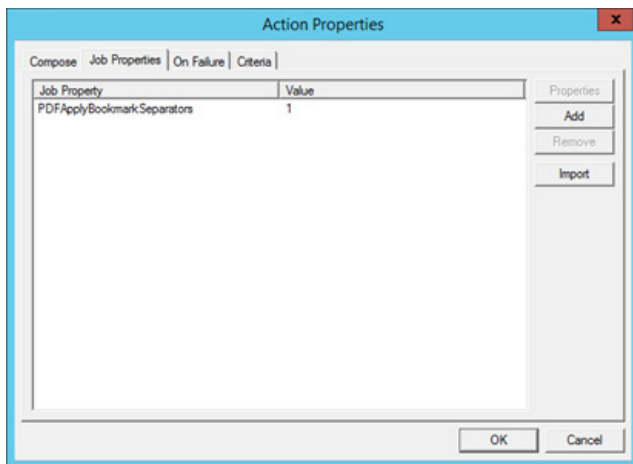 Action Properties
x
Compose Job Properties On Failure Criteria
Job Property Value
PDFApplyBookmarkSeparators 1
Properties
Add
Remove
Import
OK Cancel